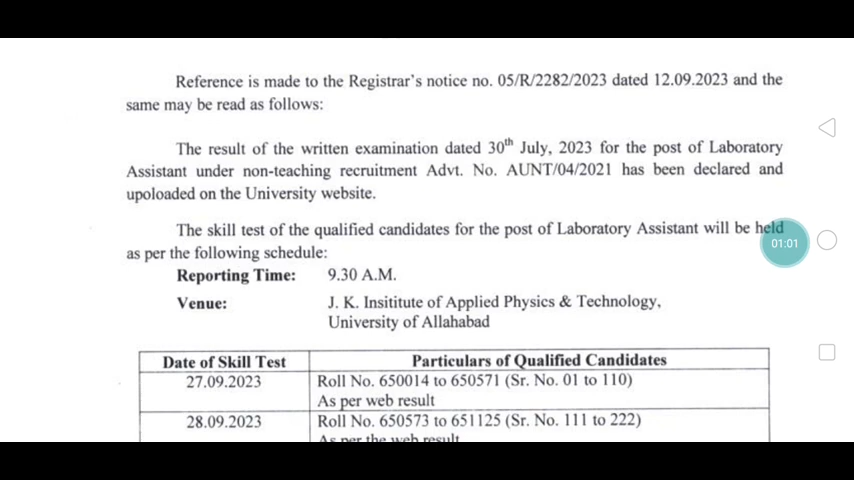 Reference is made to the Registrar's notice no. 05/R/2282/2023 dated 12.09.2023 and the
same may be read as follows:
The result of the written examination dated 30th July, 2023 for the post of Laboratory
Assistant under non-teaching recruitment Advt. No. AUNT/04/2021 has been declared and
upoloaded on the University website.
The skill test of the qualified candidates for the post of Laboratory Assistant will be held
as per the following schedule:
Reporting Time: 9.30 A.M.
Venue: J. K. Insititute of Applied Physics & Technology,
University of Allahabad
Date of Skill Test Particulars of Qualified Candidates
27.09.2023 Roll No. 650014 to 650571 (Sr. No. 01 to 110)
As per web result
28.09.2023 Roll No. 650573 to 651125 (Sr. No. 111 to 222)
As per the web result
01:01